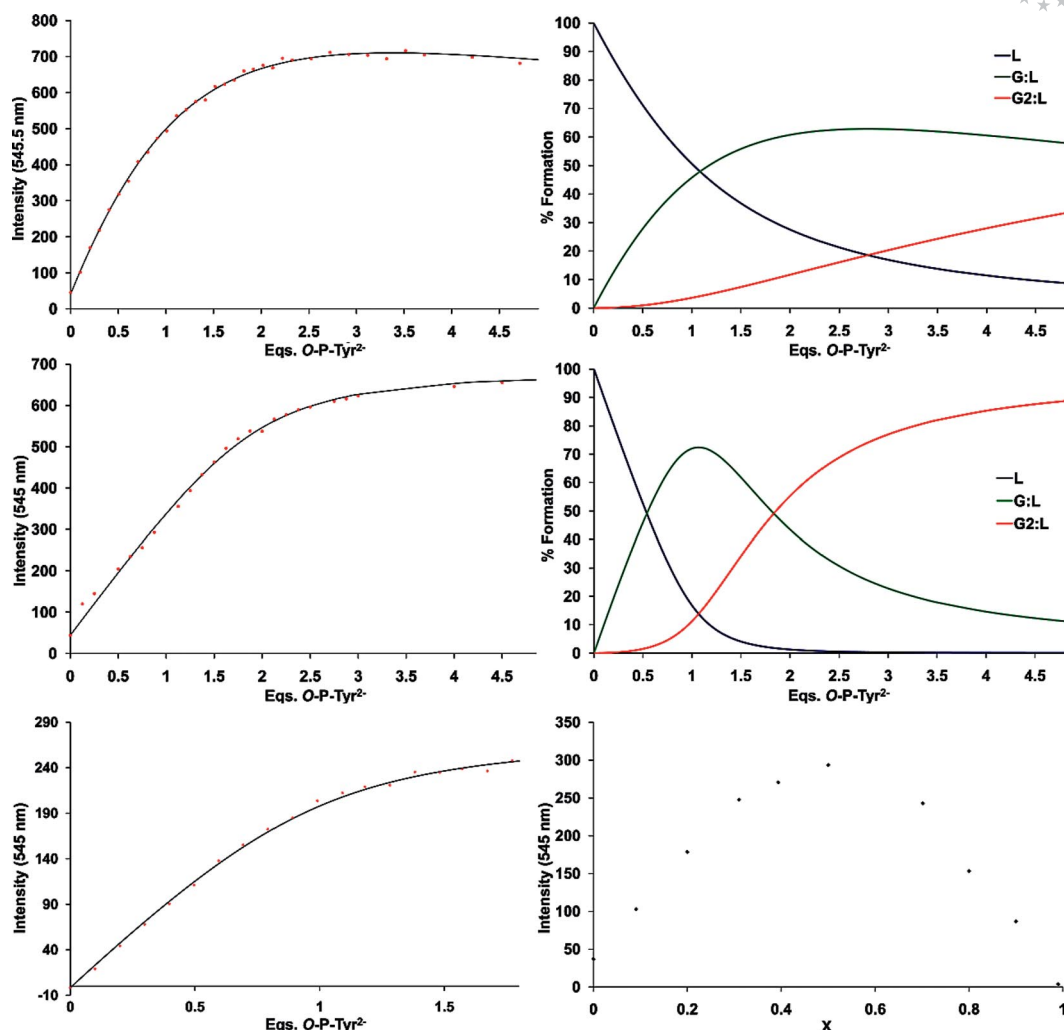 Intensity (545.5 nm)
800
700
600
500
400
300
200
100
0
0 0.5 1 1.5 2 2.5 3 3.5 4 4.5
Eqs. O-P-Tyr2-
% Formation
100
90
80
70
60
50
40
30
20
10
0
L
G:L
G2:L
0 0.5 1 1.5 2 2.5 3 3.5 4 4.5
Eqs. O-P-Tyr2-
Intensity (545 nm)
700
600
500
400
300
200
100
0
0 0.5 1 1.5 2 2.5 3 3.5 4 4.5
Eqs. O-P-Tyr2-
% Formation
100
90
80
70
60
50
40
30
20
10
0
L
G:L
G2:L
0 0.5 1 1.5 2 2.5 3 3.5 4 4.5
Eqs. O-P-Tyr2-
Intensity (545 nm)
290
240
190
140
90
40
-10
0 0.5 1 1.5
Eqs. O-P-Tyr2-
Intensity (545 nm)
350
300
250
200
150
100
50
0
0 0.2 0.4 0.6 0.8 1
X